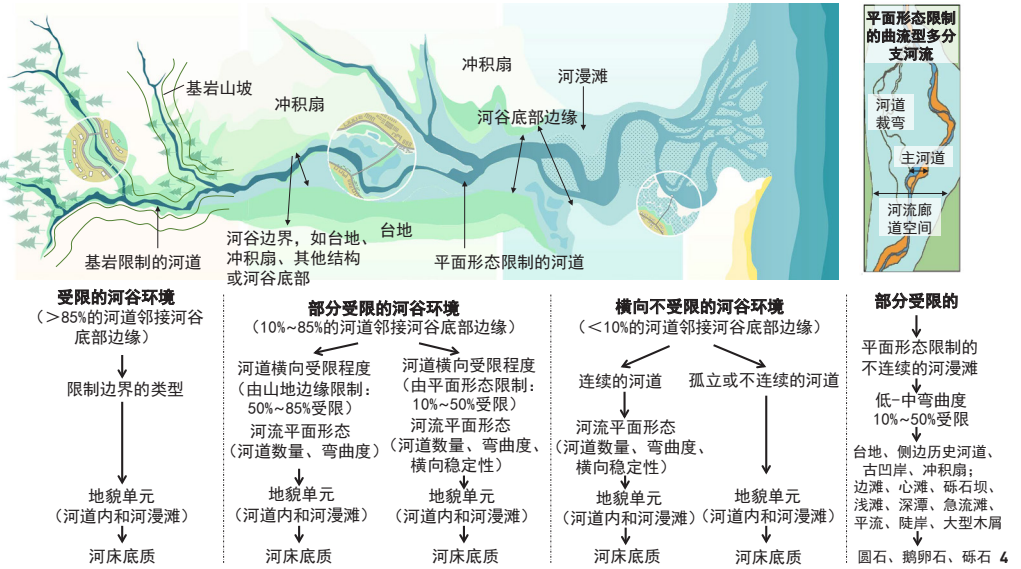 基岩山坡
冲积扇
冲积扇
河漫滩
河谷底部边缘
台地
基岩限制的河道
河谷边界，如台地、
冲积扇、其他结构
或河谷底部
平面形态限制的河道
平面形态限制
的曲流型多分
支河流
河道
裁弯
主河道
河流廊
道空间
受限的河谷环境
（＞85%的河道邻接河谷
底部边缘）
限制边界的类型
地貌单元
（河道内和河漫滩）
河床底质
部分受限的河谷环境
（10%~85%的河道邻接河谷底部边缘）
河道横向受限程度
（由山地边缘限制：
50%~85%受限）
河流平面形态
（河道数量、弯曲度）
地貌单元
（河道内和河漫滩）
河床底质
河道横向受限程度
（由平面形态限制：
10%~50%受限）
河流平面形态
（河道数量、弯曲度、
横向稳定性）
地貌单元
（河道内和河漫滩）
河床底质
横向不受限的河谷环境
（＜10%的河道邻接河谷底部边缘）
连续的河道
河流平面形态
（河道数量、弯曲度、
横向稳定性）
地貌单元
（河道内和河漫滩）
河床底质
孤立或不连续的河道
地貌单元
（河道内和河漫滩）
河床底质
部分受限的
平面形态限制的
不连续的河漫滩
低-中弯曲度
10%~50%受限
台地、侧边历史河道、
古凹岸、冲积扇；
边滩、心滩、砾石坝、
浅滩、深潭、急流滩、
平流、陡岸、大型木屑
圆石、鹅卵石、砾石 4